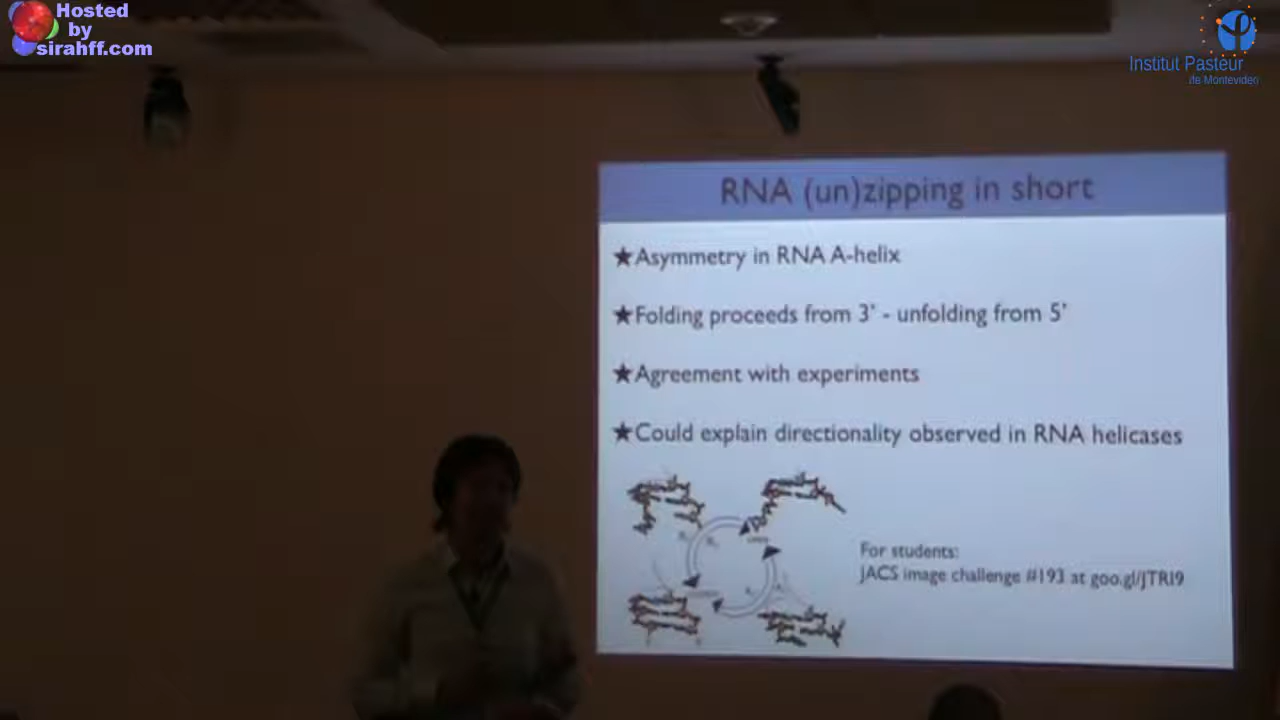 Hosted
by
sirahff.com
Institut Pasteur
de Montevideo
RNA (un)zipping in short
★Asymmetry in RNA A-helix
★Folding proceeds from 3' - unfolding from 5'
★Agreement with experiments
★Could explain directionality observed in RNA helicases
For students:
JACS image challenge #193 at goo.gl/JTRI9